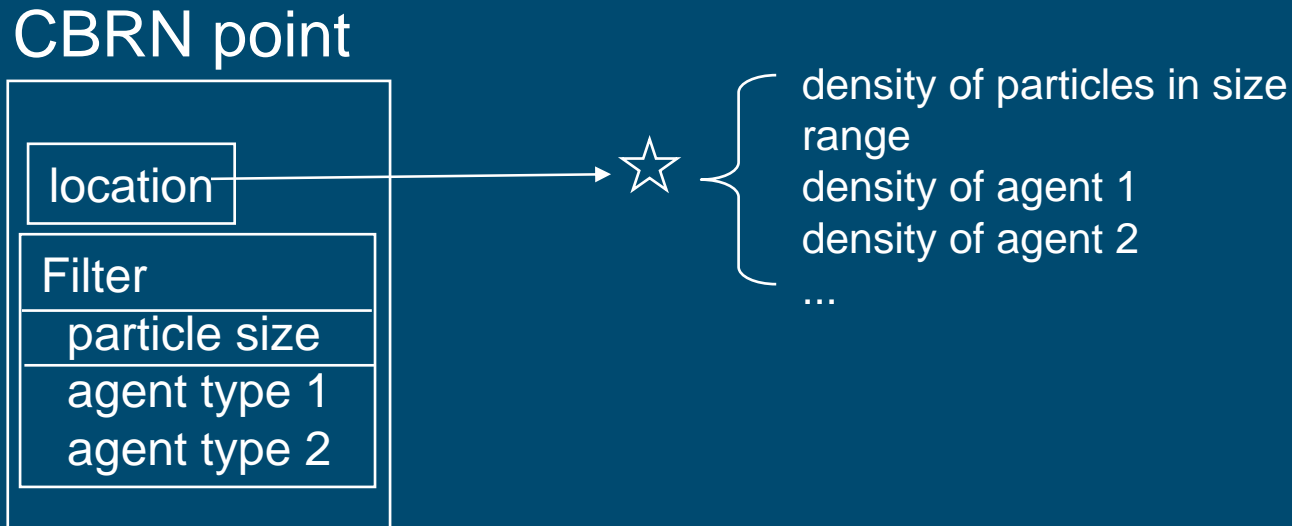 CBRN point
location
Filter
particle size
agent type 1
agent type 2
density of particles in size
range
density of agent 1
density of agent 2
...